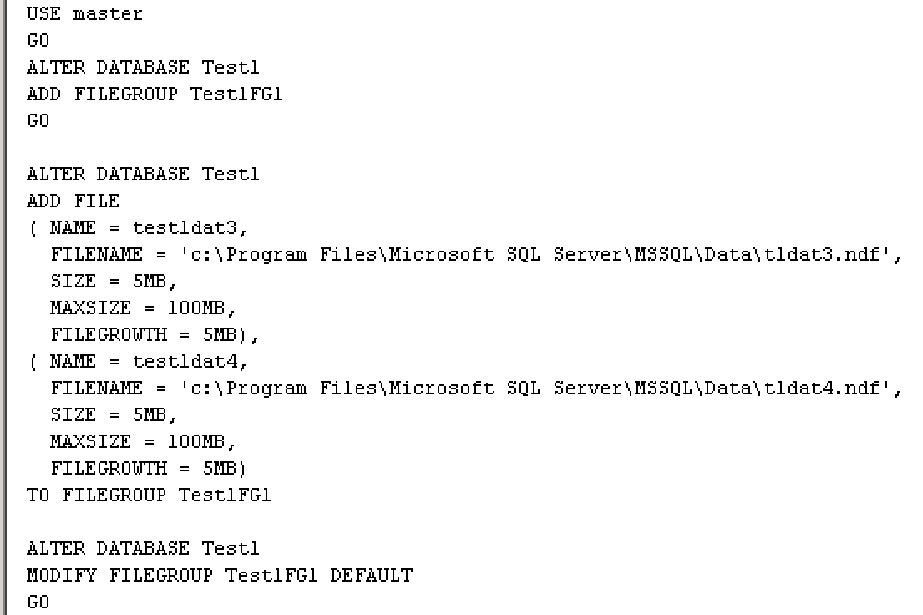 USE master
GO
ALTER DATABASE Test1
ADD FILEGROUP Test1FG1
GO
ALTER DATABASE Test1
ADD FILE
( NAME = test1dat3,
FILENAME = 'c:\Program Files\Microsoft SQL Server\MSSQL\Data\t1dat3.ndf',
SIZE = 5MB,
MAXSIZE = 100MB,
FILEGROWTH = 5MB),
( NAME = test1dat4,
FILENAME = 'c:\Program Files\Microsoft SQL Server\MSSQL\Data\t1dat4.ndf',
SIZE = 5MB,
MAXSIZE = 100MB,
FILEGROWTH = 5MB)
TO FILEGROUP Test1FG1
ALTER DATABASE Test1
MODIFY FILEGROUP Test1FG1 DEFAULT
GO